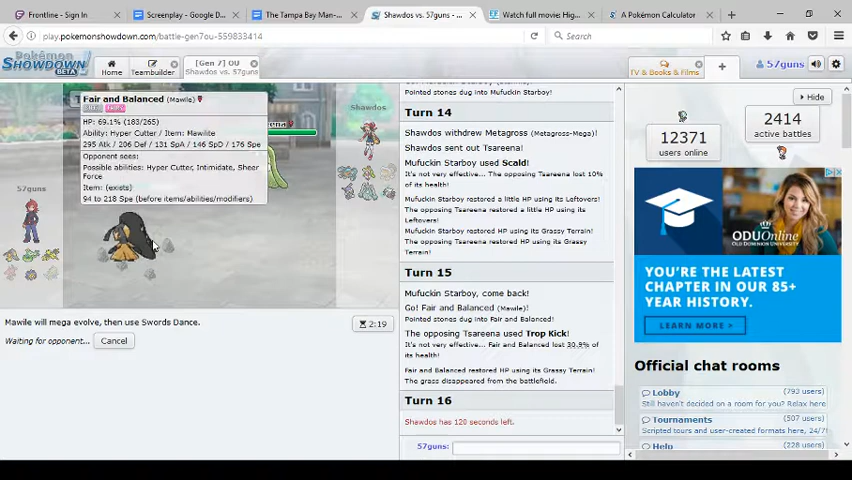 Frontline - Sign In
Screenplay - Google D
The Tampa Bay Man-
Shawdos vs. 57guns - ...
Watch full movie: Hig...
A Pokémon Calculator
play.pokemonshowdown.com/battle-gen7ou-559833414
Search
Pokémon
SHOWDOWN
BETA
Home
Teambuilder
[Gen 7] OU
Shawdos vs. 57guns
TV & Books & Films
57guns
Fair and Balanced (Mawile)
HP: 69.1% (183/265)
Ability: Hyper Cutter / Item: Mawilite
295 Atk / 206 Def / 131 SpA / 146 SpD / 176 Spe
Opponent sees:
Possible abilities: Hyper Cutter, Intimidate, Sheer
Force
Item: (exists)
94 to 218 Spe (before items/abilities/modifiers)
57guns
Shawdos
Mawile will mega evolve, then use Swords Dance.
Waiting for opponent...
Cancel
2:19
Pointed stones dug into Mufuckin Starboy!
Turn 14
Shawdos withdrew Metagross (Metagross-Mega)!
Shawdos sent out Tsareena!
Mufuckin Starboy used Scald!
It's not very effective... The opposing Tsareena lost 10%
of its health!
Mufuckin Starboy restored a little HP using its Leftovers!
The opposing Tsareena restored a little HP using its
Leftovers!
Mufuckin Starboy restored HP using its Grassy Terrain!
The opposing Tsareena restored HP using its Grassy
Terrain!
Turn 15
Mufuckin Starboy, come back!
Go! Fair and Balanced (Mawile)!
Pointed stones dug into Fair and Balanced!
The opposing Tsareena used Trop Kick!
It's not very effective... Fair and Balanced lost 30.9% of
its health!
Fair and Balanced restored HP using its Grassy Terrain!
The grass disappeared from the battlefield.
Turn 16
Shawdos has 120 seconds left.
57guns:
Hide
12371
users online
2414
active battles
ODUOnline
OLD DOMINION UNIVERSITY
YOU'RE THE LATEST
CHAPTER IN OUR 85+
YEAR HISTORY.
LEARN MORE >
Official chat rooms
Lobby
(793 users)
Still haven't decided on a room for you? Relax here
Tournaments
(507 users)
Scripted tours and user-created formats here, 24/7!
Help
(228 users)